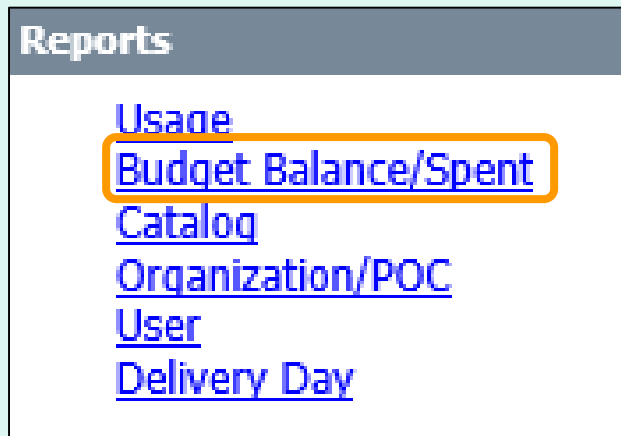 Reports
Usage
Budget Balance/Spent
Catalog
Organization/POC
User
Delivery Day